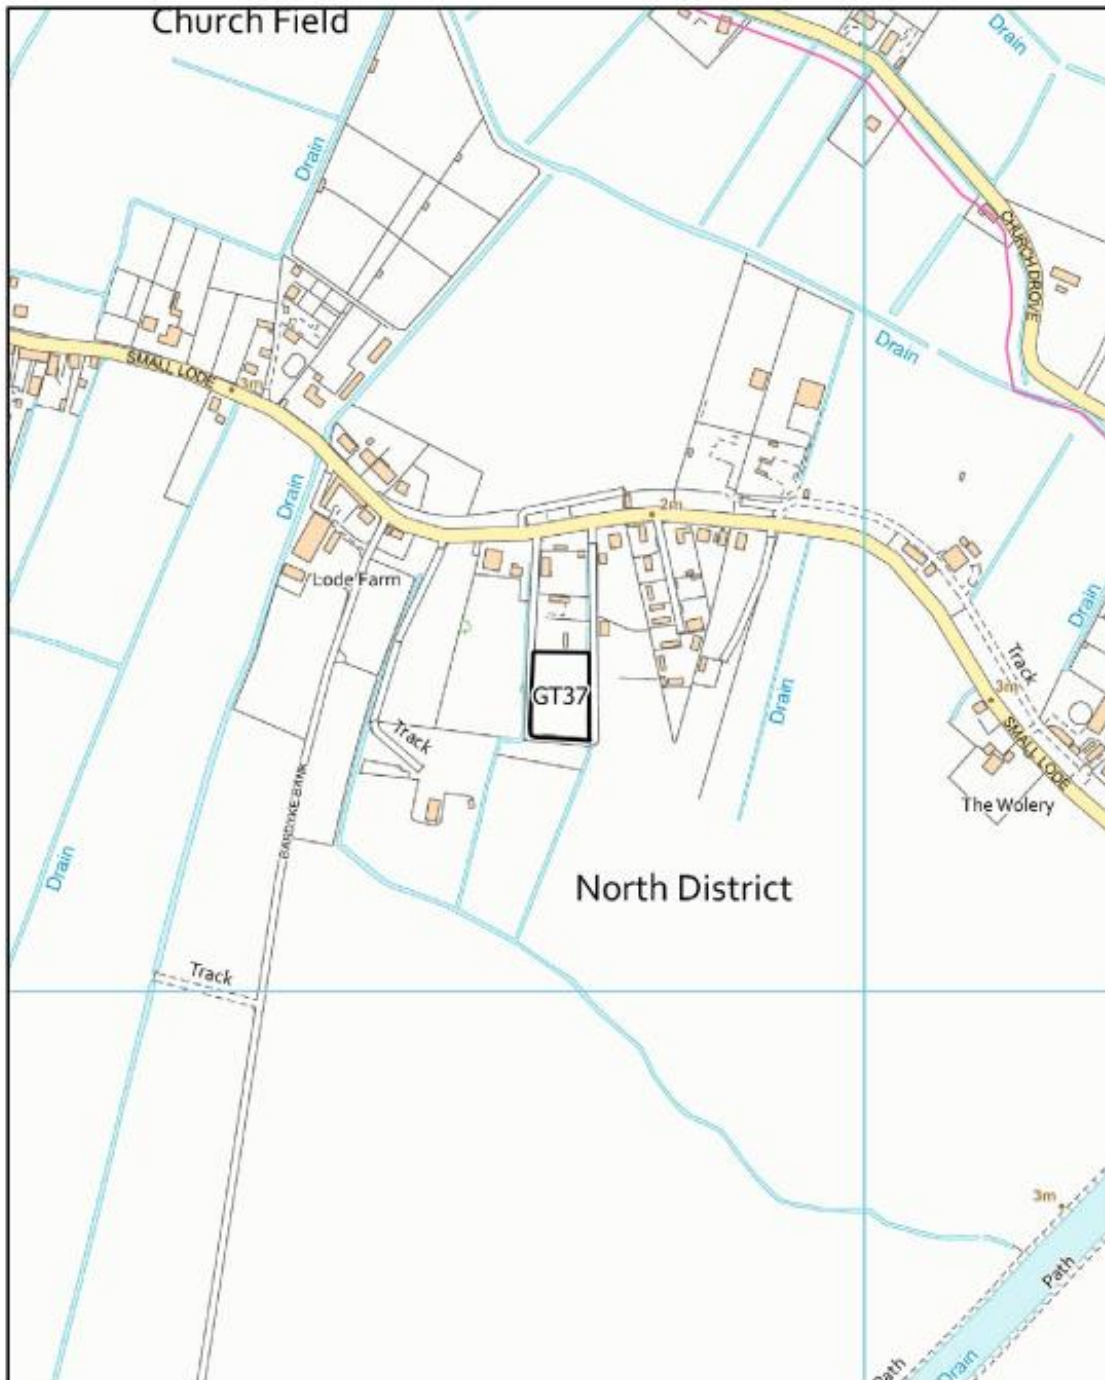 Church Field
Drain
Drain
CHURCH DROVE
Drain
SMALL LODE
3m
Drain
2m
Lode Farm
Drain
Track
3m
GT37
Drain
SMALL LODE
Track
The Wolery
BARDYKE BANK
Drain
North District
Track
3m
Path
Path
Drain